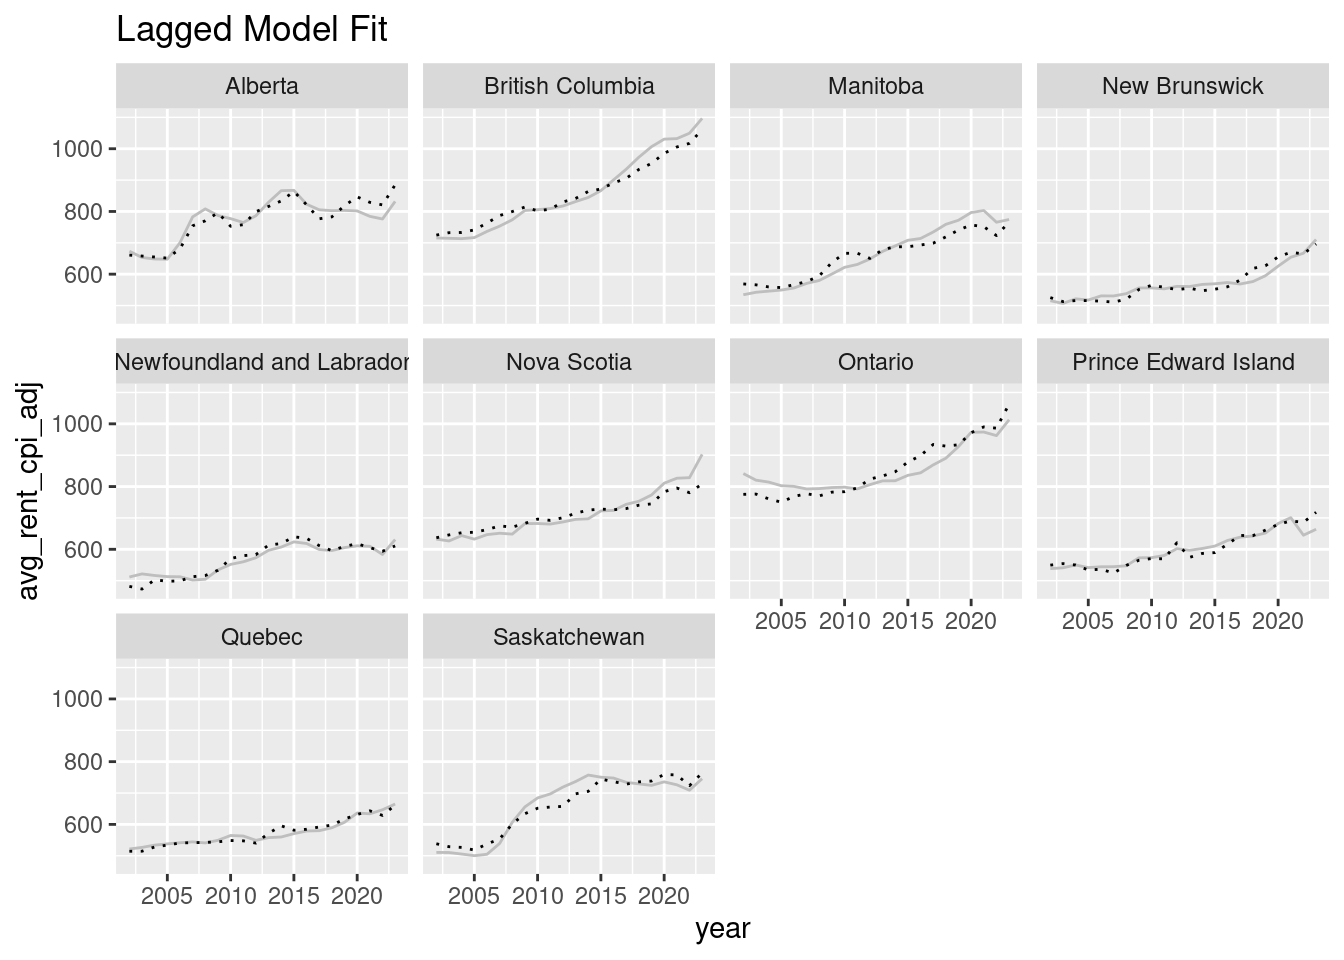 Lagged Model Fit
Alberta
British Columbia
Manitoba
New Brunswick
1000
800
600
Newfoundland and Labrador
Nova Scotia
Ontario
Prince Edward Island
1000
800
600
2005 2010 2015 2020
2005 2010 2015 2020
Quebec
Saskatchewan
1000
800
600
2005 2010 2015 2020
2005 2010 2015 2020
year
avg_rent_cpi_adj